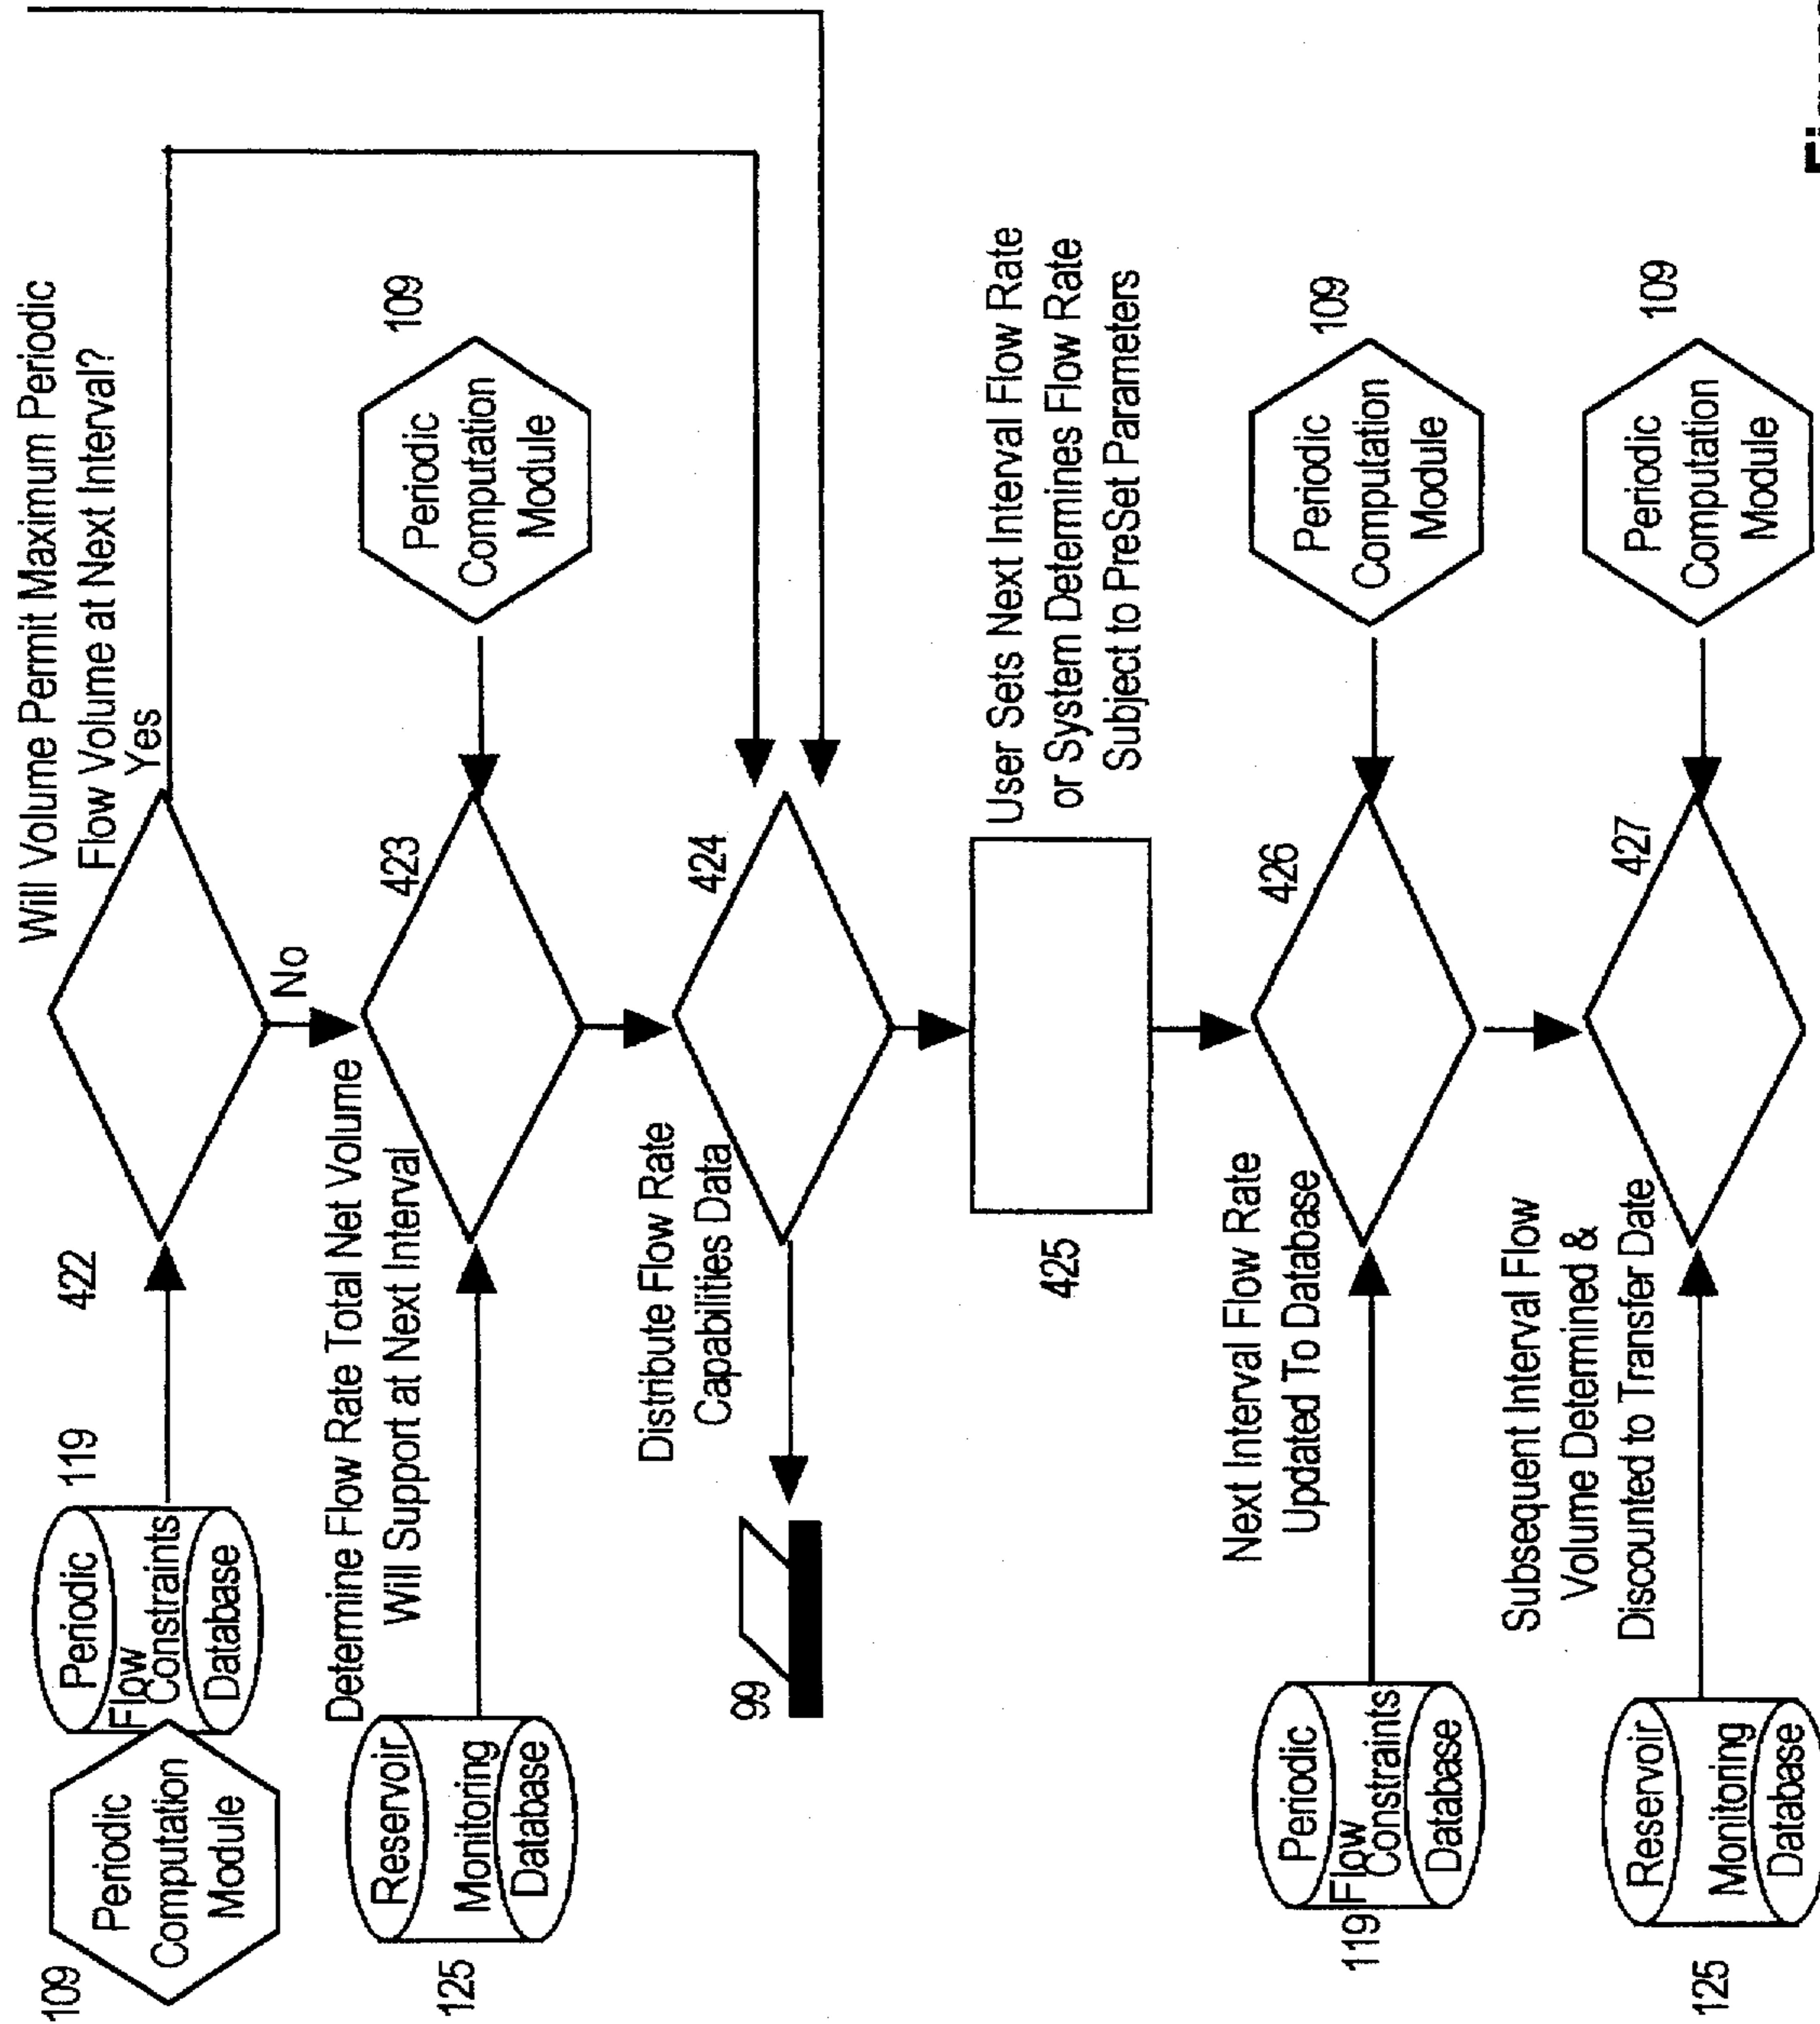 Will Volume Permit Maximum Periodic
Flow Volume at Next Interval?
Yes
422
109
Periodic
Computation
Module
Periodic
Flow
Constraints
Database
119
No
Determine Flow Rate Total Net Volume
Will Support at Next Interval
423
125
Reservoir
Monitoring
Database
Periodic
Computation
Module
109
Distribute Flow Rate
Capabilities Data
424
99
User Sets Next Interval Flow Rate
or System Determines Flow Rate
Subject to PreSet Parameters
425
Next Interval Flow Rate
Updated To Database
426
119
Periodic
Flow
Constraints
Database
Periodic
Computation
Module
109
Subsequent Interval Flow
Volume Determined &
Discounted to Transfer Date
427
125
Reservoir
Monitoring
Database
Periodic
Computation
Module
109